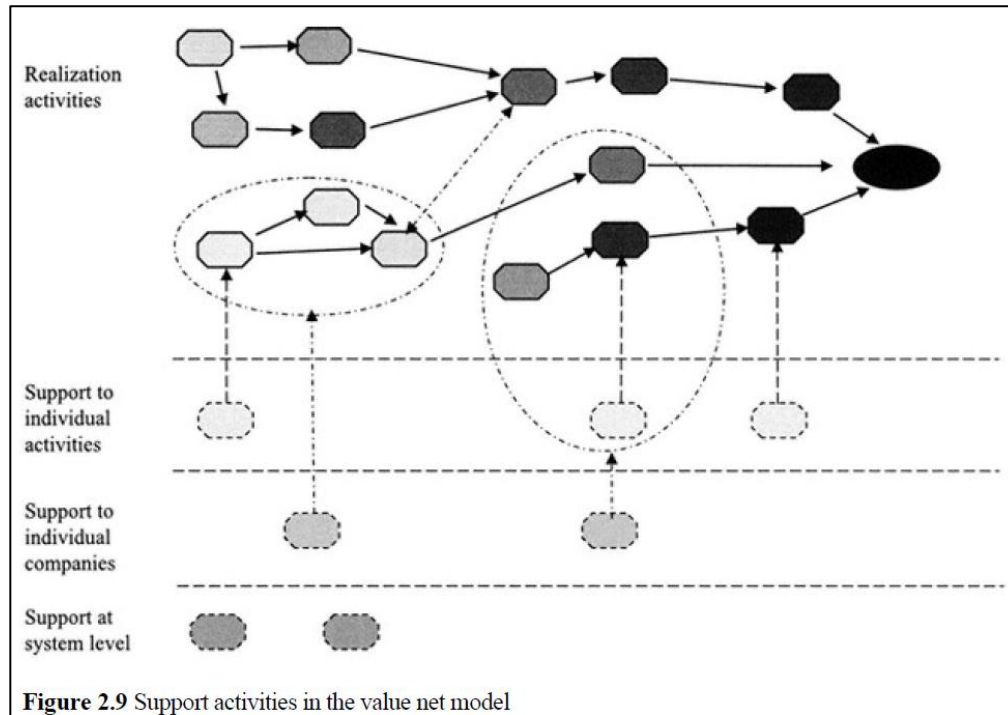 Realization
activities
Support to
individual
activities
Support to
individual
companies
Support at
system level
Figure 2.9 Support activities in the value net model